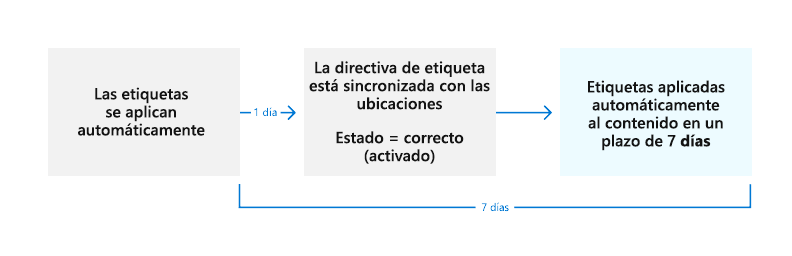 Las etiquetas
se aplican
automáticamente
1 día
La directiva de etiqueta
está sincronizada con las
ubicaciones
Estado = correcto
(activado)
Etiquetas aplicadas
automáticamente
al contenido en un
plazo de 7 días
7 días